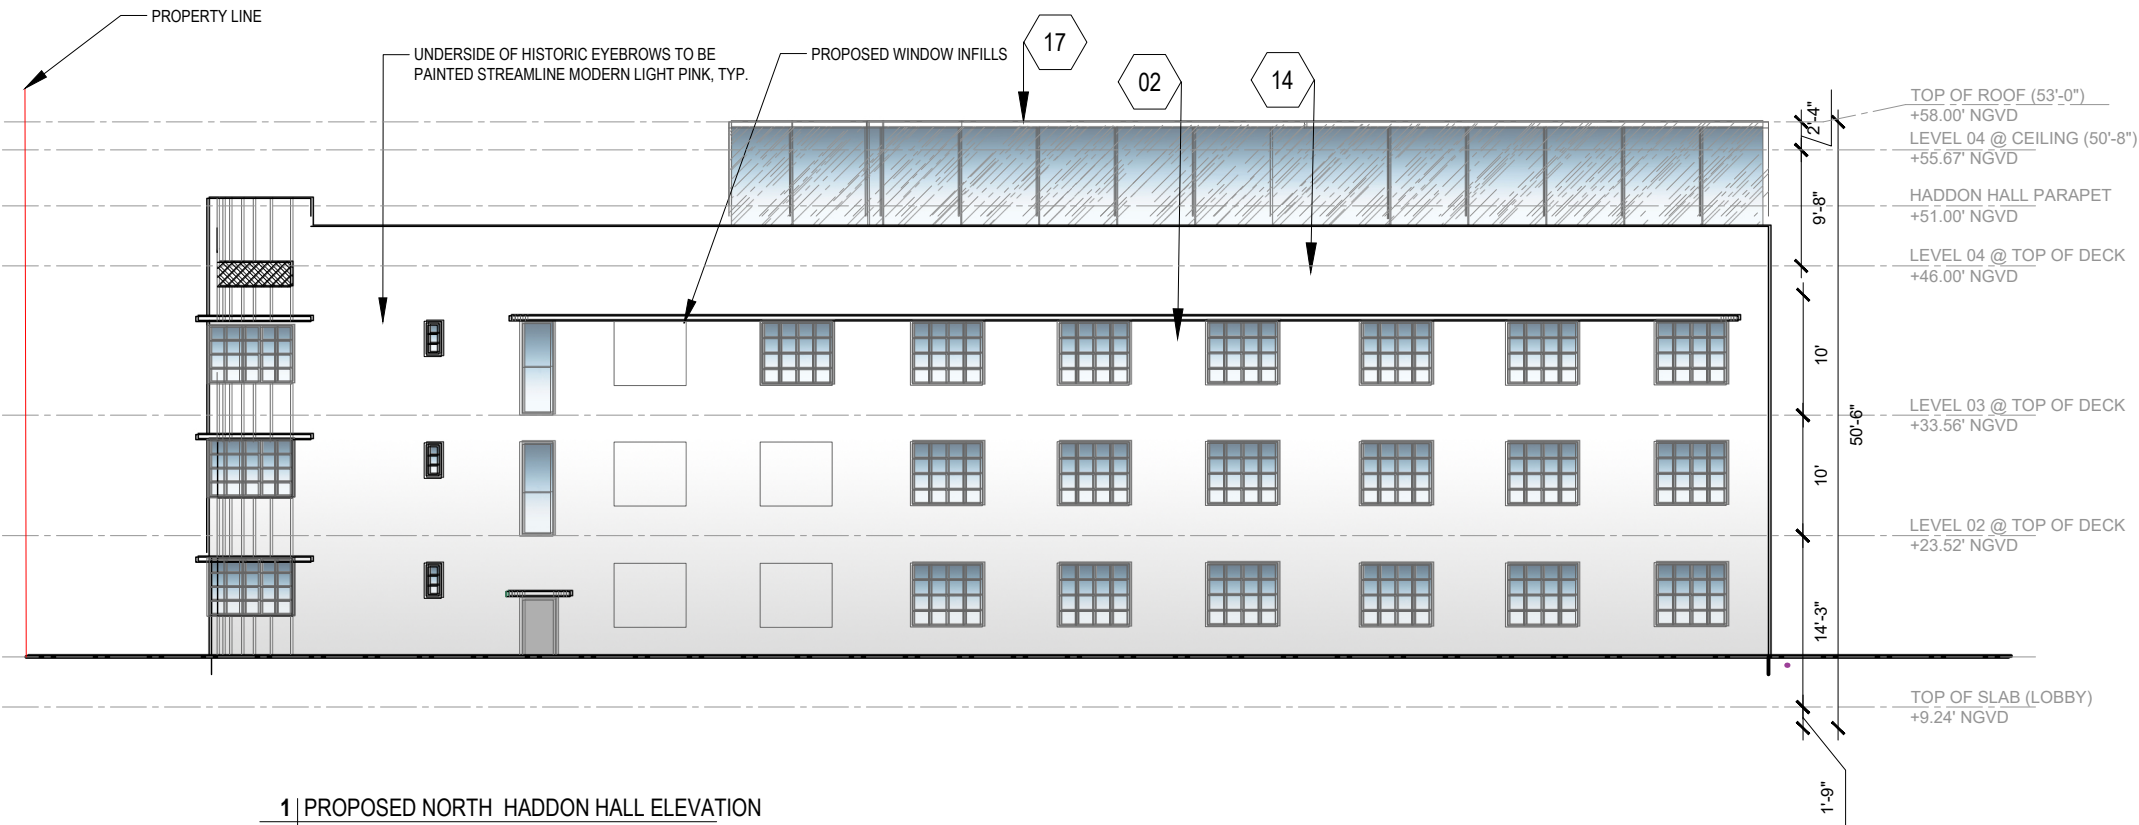 PROPERTY LINE
UNDERSIDE OF HISTORIC EYEBROWS TO BE
PAINTED STREAMLINE MODERN LIGHT PINK, TYP.
PROPOSED WINDOW INFILLS
17
02
14
TOP OF ROOF (53'-0")
+58.00' NGVD
LEVEL 04 @ CEILING (50'-8")
+55.67' NGVD
HADDON HALL PARAPET
+51.00' NGVD
LEVEL 04 @ TOP OF DECK
+46.00' NGVD
LEVEL 03 @ TOP OF DECK
+33.56' NGVD
LEVEL 02 @ TOP OF DECK
+23.52' NGVD
TOP OF SLAB (LOBBY)
+9.24' NGVD
2'-4"
9'-8"
10'
50'-6"
10'
14'-3"
1'-9"
1 PROPOSED NORTH HADDON HALL ELEVATION